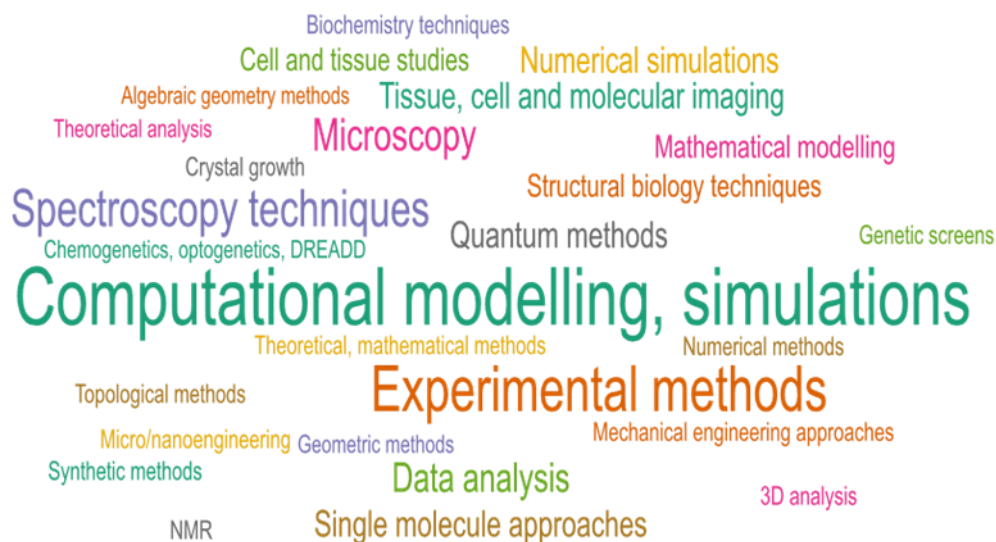 Biochemistry techniques
Cell and tissue studies
Numerical simulations
Algebraic geometry methods
Tissue, cell and molecular imaging
Theoretical analysis
Microscopy
Mathematical modelling
Crystal growth
Structural biology techniques
Spectroscopy techniques
Quantum methods
Genetic screens
Chemogenetics, optogenetics, DREADD
Computational modelling, simulations
Theoretical, mathematical methods
Numerical methods
Topological methods
Experimental methods
Micro/nanoengineering
Geometric methods
Mechanical engineering approaches
Synthetic methods
Data analysis
3D analysis
NMR
Single molecule approaches